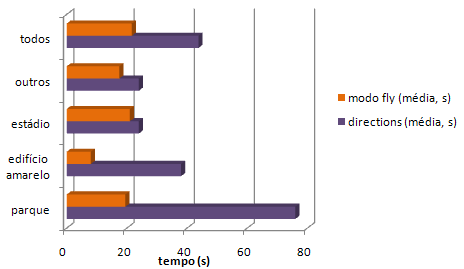 todos
outros
estádio
edifício
amarelo
parque
0 20 40 60 80
tempo (s)
modo fly (média, s)
directions (média, s)